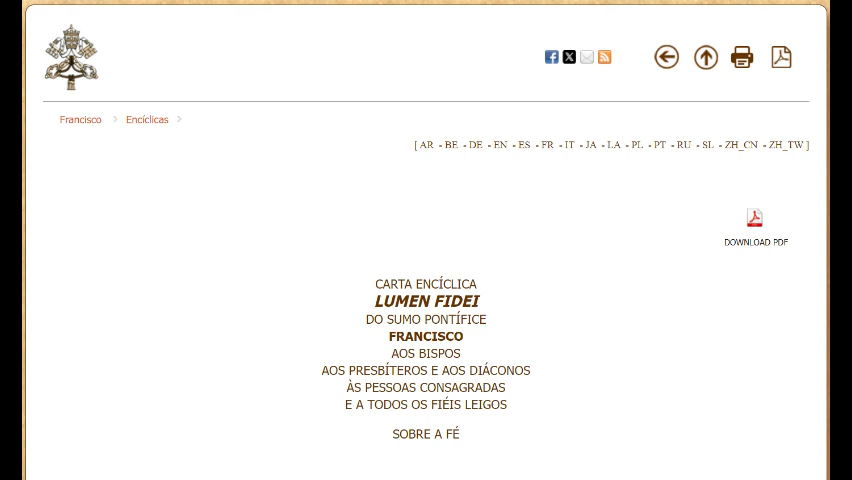 Francisco
Encíclicas
[ AR - BE - DE - EN - ES - FR - IT - JA - LA - PL - PT - RU - SL - ZH_CN - ZH_TW ]
DOWNLOAD PDF
CARTA ENCÍCLICA
LUMEN FIDEI
DO SUMO PONTÍFICE
FRANCISCO
AOS BISPOS
AOS PRESBÍTEROS E AOS DIÁCONOS
ÀS PESSOAS CONSAGRADAS
E A TODOS OS FIÉIS LEIGOS
SOBRE A FÉ